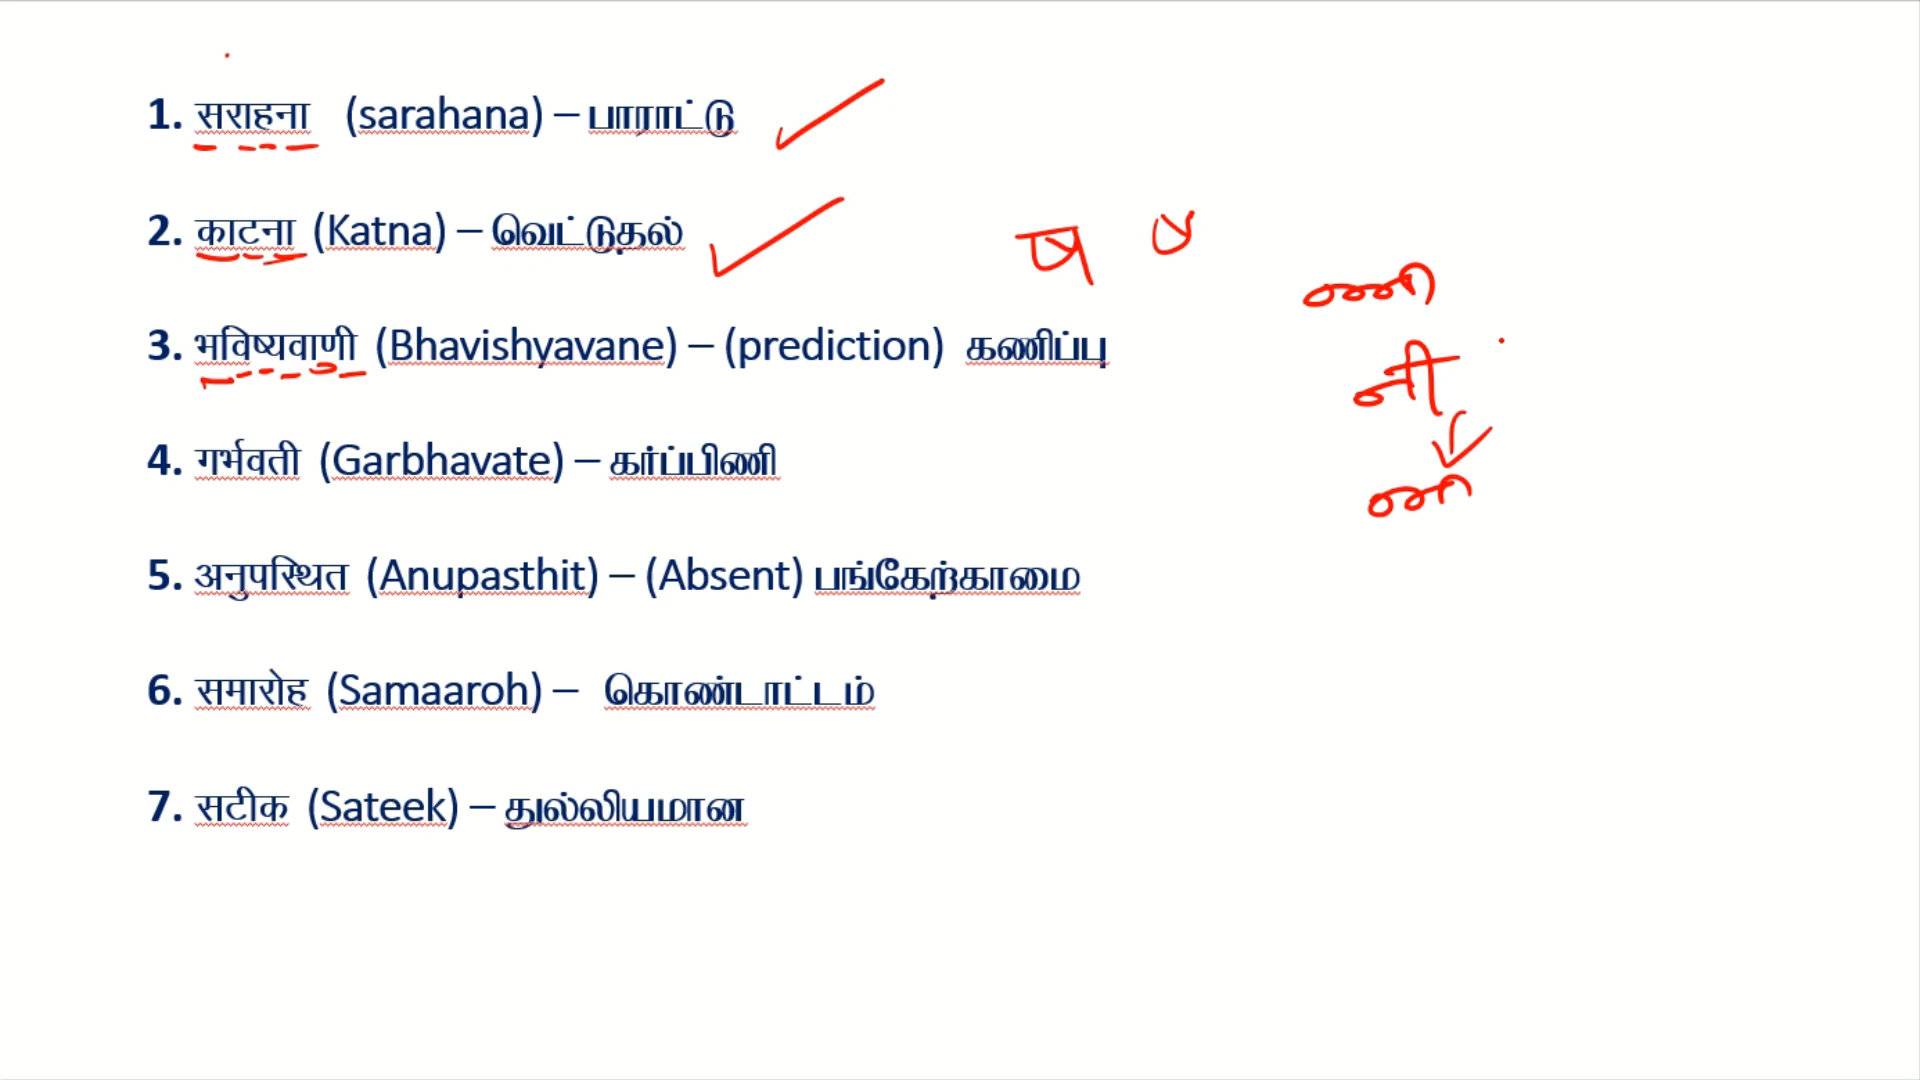 1. सराहना (sarahana) – பாராட்டு
2. काटना (Katna) – வெட்டுதல்
3. भविष्यवाणी (Bhavishyavane) – (prediction) கணிப்பு
4. गर्भवती (Garbhavate) – கர்ப்பிணி
5. अनुपस्थित (Anupasthit) – (Absent) பங்கேற்காமை
6. समारोह (Samaaroh) – கொண்டாட்டம்
7. सटीक (Sateek) – துல்லியமான